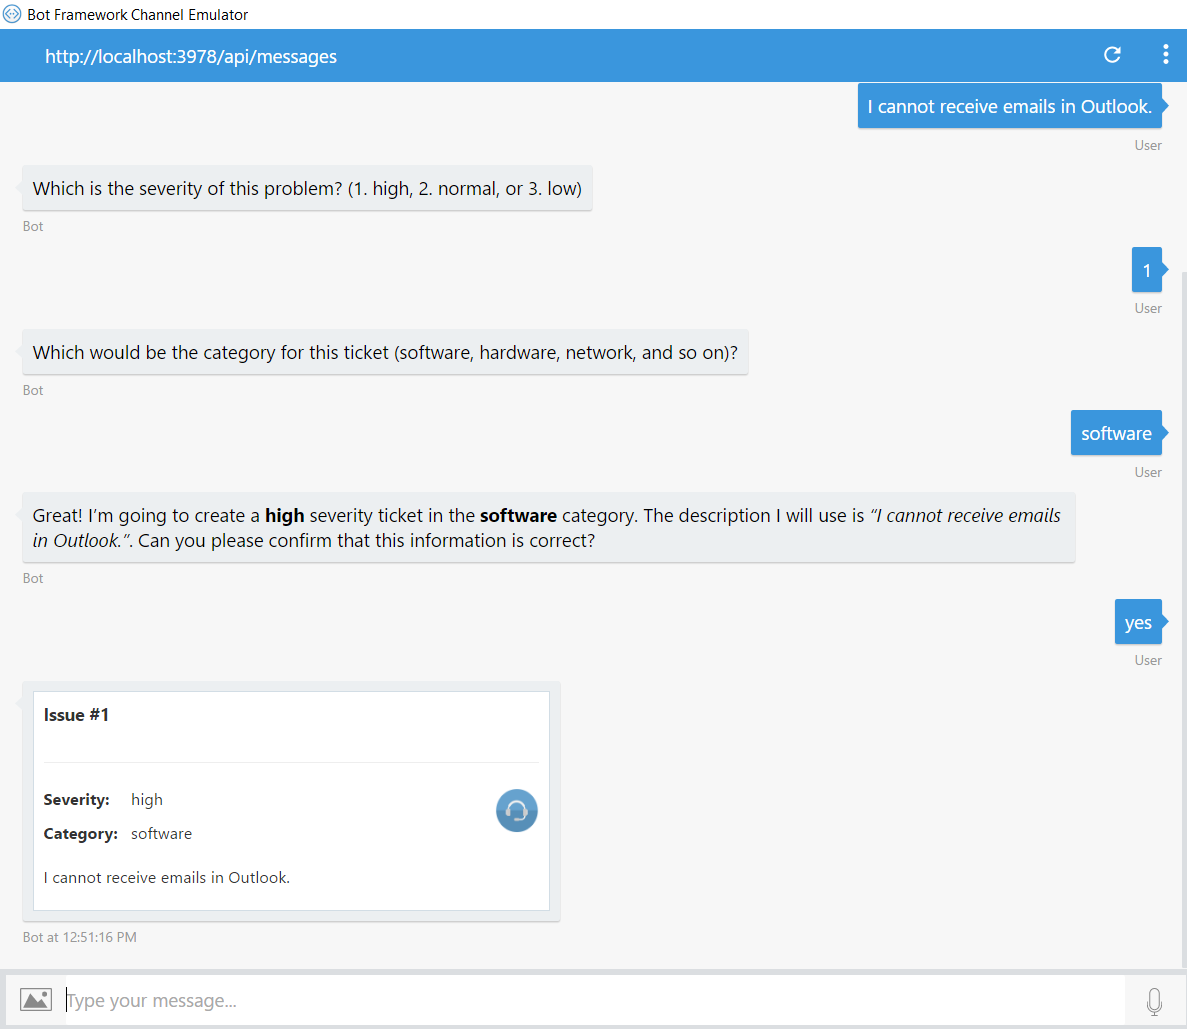 Bot Framework Channel Emulator
http://localhost:3978/api/messages
I cannot receive emails in Outlook.
User
Which is the severity of this problem? (1. high, 2. normal, or 3. low)
Bot
1
User
Which would be the category for this ticket (software, hardware, network, and so on)?
Bot
software
User
Great! I’m going to create a high severity ticket in the software category. The description I will use is “I cannot receive emails
in Outlook.”. Can you please confirm that this information is correct?
Bot
yes
User
Issue #1
Severity: high
Category: software
I cannot receive emails in Outlook.
Bot at 12:51:16 PM
Type your message...